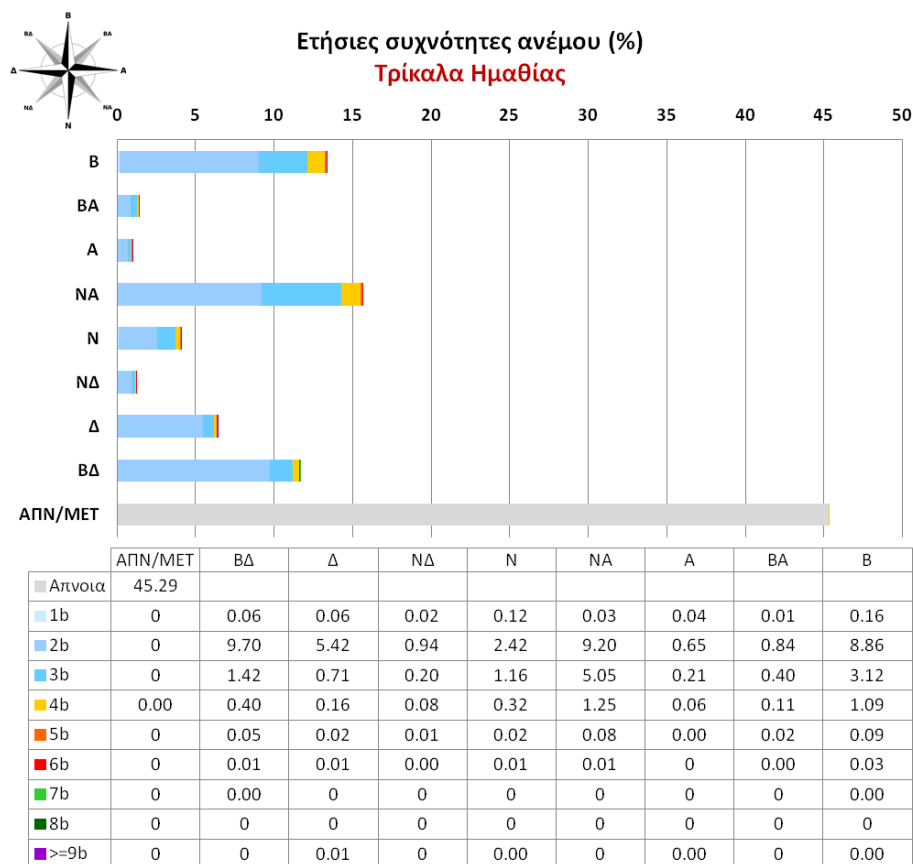 Β
ΒΔ ΒΑ
Δ Α
ΝΔ ΝΑ
Ν
Ετήσιες συχνότητες ανέμου (%)
Τρίκαλα Ημαθίας
0 5 10 15 20 25 30 35 40 45 50
Β
ΒΑ
Α
ΝΑ
Ν
ΝΔ
Δ
ΒΔ
ΑΠΝ/ΜΕΤ
ΑΠΝ/ΜΕΤ ΒΔ Δ ΝΔ Ν ΝΑ Α ΒΑ Β
Απνοια 45.29
1b 0 0.06 0.06 0.02 0.12 0.03 0.04 0.01 0.16
2b 0 9.70 5.42 0.94 2.42 9.20 0.65 0.84 8.86
3b 0 1.42 0.71 0.20 1.16 5.05 0.21 0.40 3.12
4b 0.00 0.40 0.16 0.08 0.32 1.25 0.06 0.11 1.09
5b 0 0.05 0.02 0.01 0.02 0.08 0.00 0.02 0.09
6b 0 0.01 0.01 0.00 0.01 0.01 0 0.00 0.03
7b 0 0.00 0 0 0 0 0 0 0.00
8b 0 0 0 0 0 0 0 0 0
>=9b 0 0 0.01 0 0.00 0 0.00 0 0.00